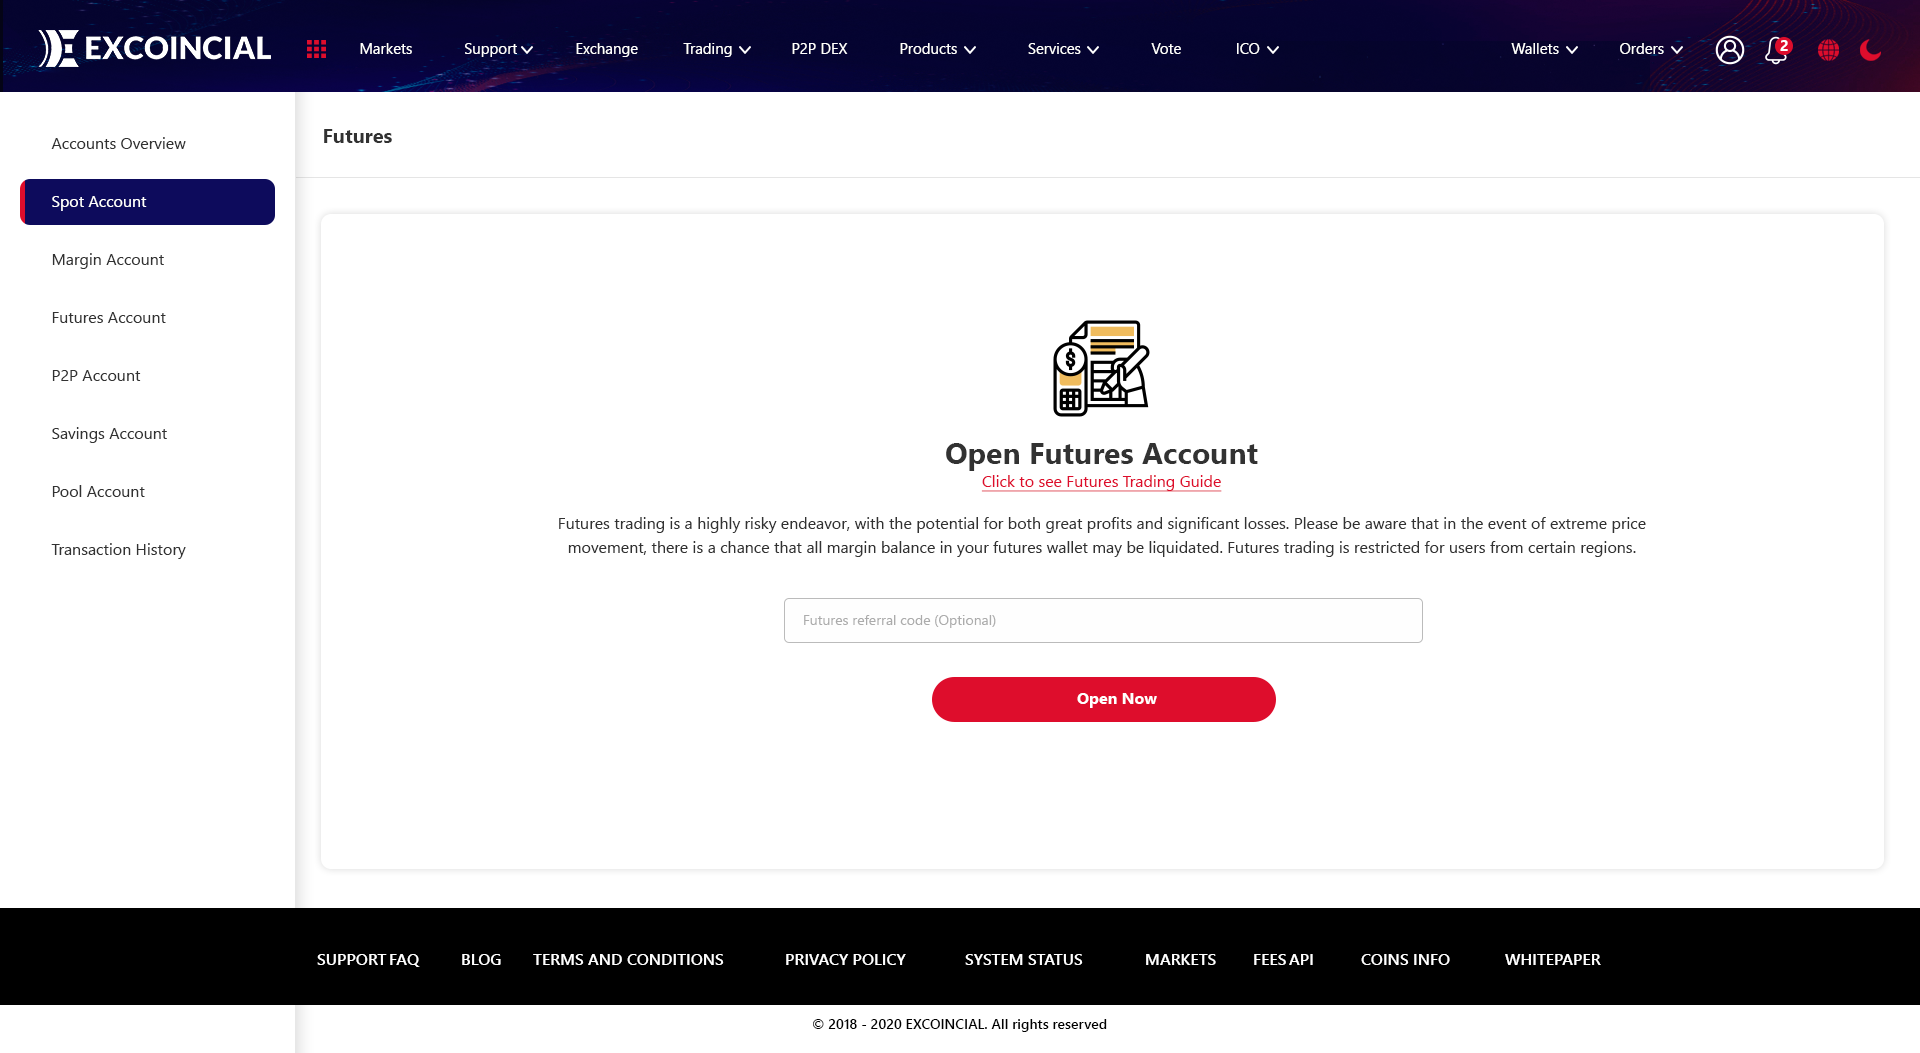 EXCOINCIAL
Markets Support Exchange Trading P2P DEX Products Services Vote ICO Wallets Orders 2
Accounts Overview
Spot Account
Margin Account
Futures Account
P2P Account
Savings Account
Pool Account
Transaction History
Futures
$
Open Futures Account
Click to see Futures Trading Guide
Futures trading is a highly risky endeavor, with the potential for both great profits and significant losses. Please be aware that in the event of extreme price
movement, there is a chance that all margin balance in your futures wallet may be liquidated. Futures trading is restricted for users from certain regions.
Futures referral code (Optional)
Open Now
SUPPORT FAQ BLOG TERMS AND CONDITIONS PRIVACY POLICY SYSTEM STATUS MARKETS FEES API COINS INFO WHITEPAPER
© 2018 - 2020 EXCOINCIAL. All rights reserved